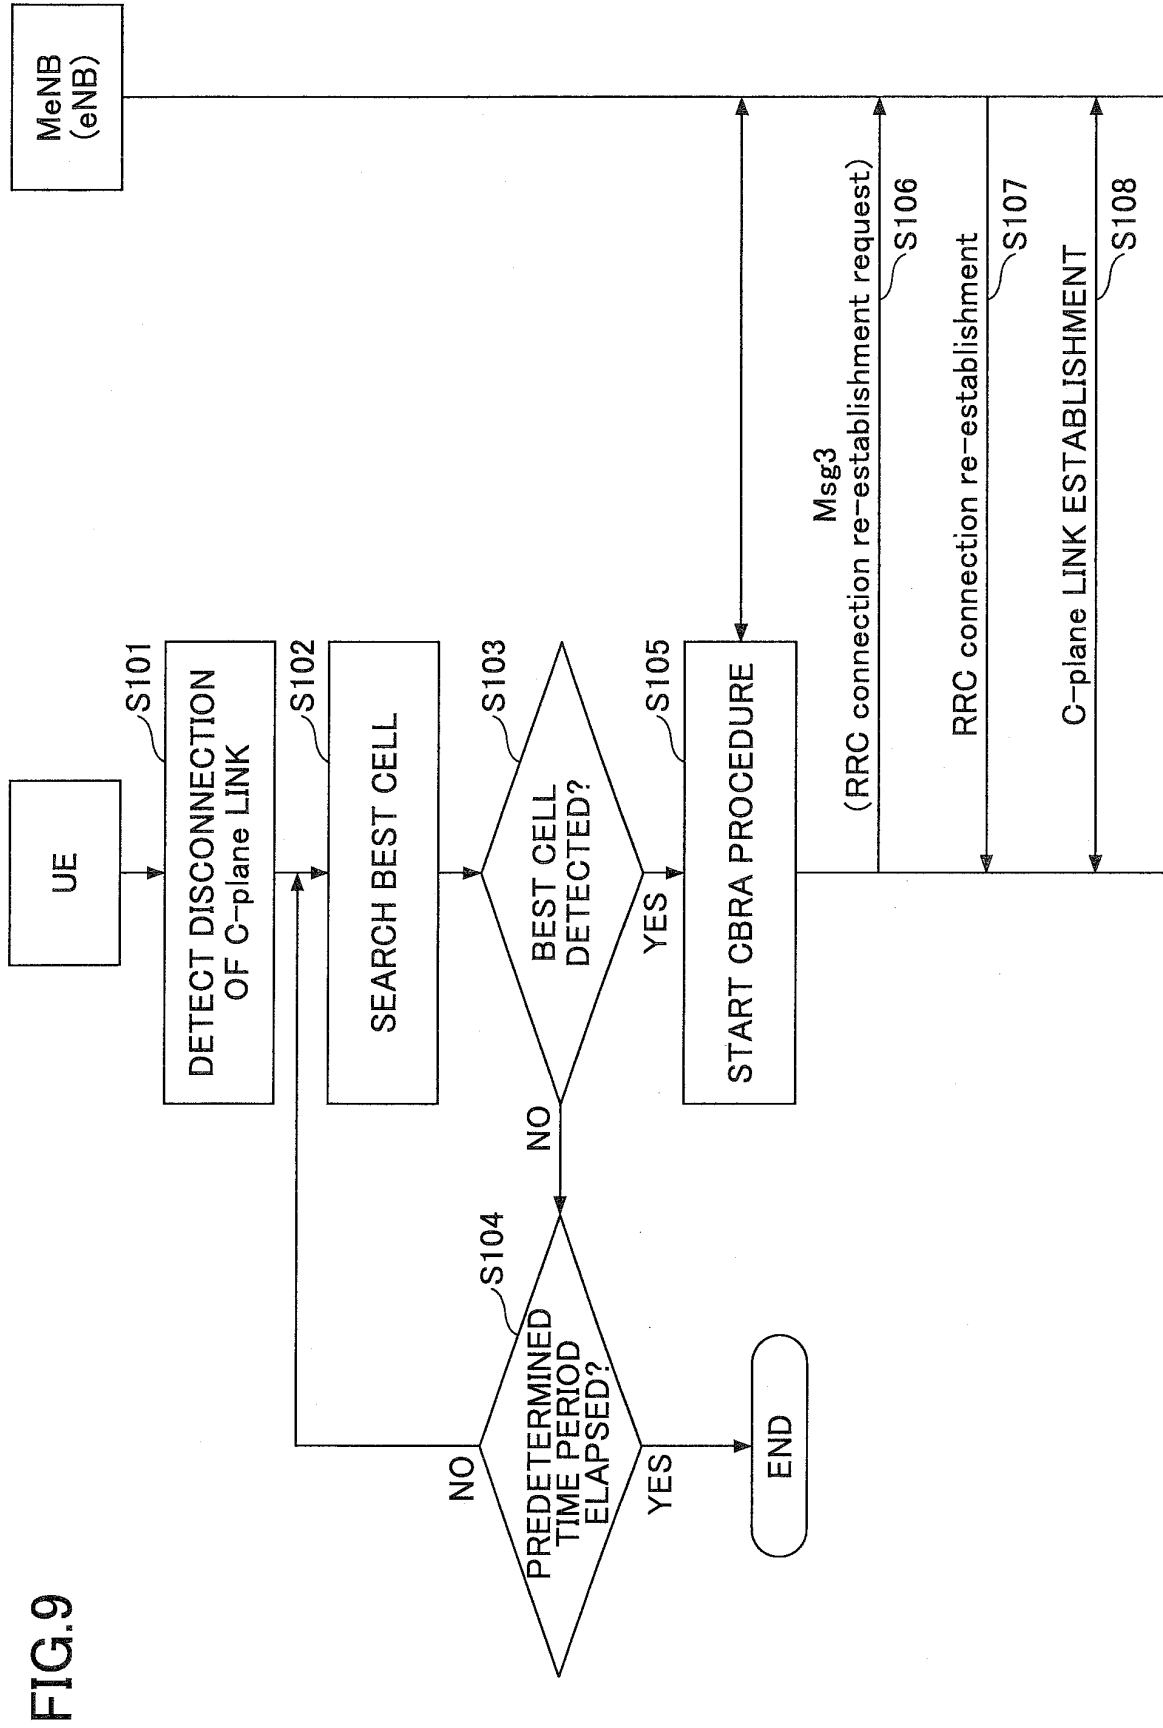 FIG.9
UE
MeNB
(eNB)
S101
DETECT DISCONNECTION
OF C-plane LINK
S102
SEARCH BEST CELL
S103
BEST CELL
DETECTED?
NO
YES
S104
PREDETERMINED
TIME PERIOD
ELAPSED?
NO
YES
END
S105
START CBRA PROCEDURE
Msg3
(RRC connection re-establishment request)
S106
RRC connection re-establishment
S107
C-plane LINK ESTABLISHMENT
S108